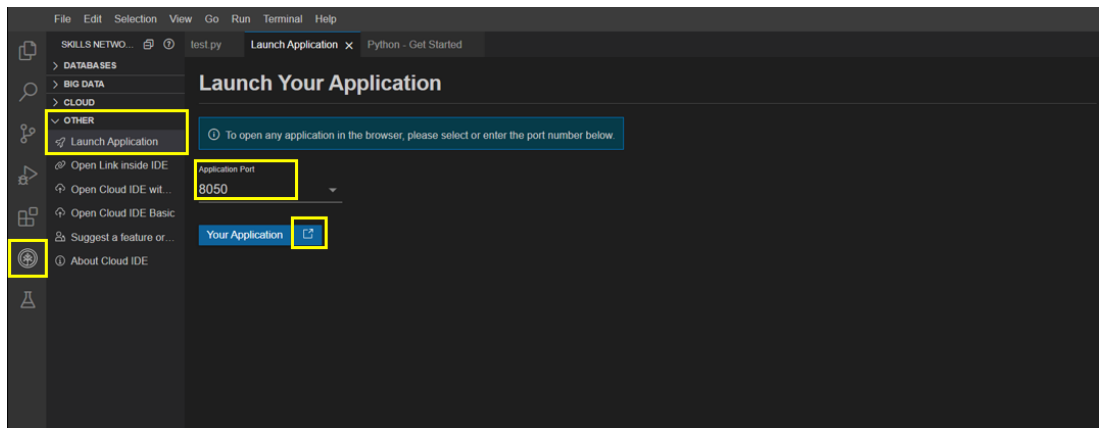 File Edit Selection View Go Run Terminal Help
SKILLS NETWO...
test.py Launch Application Python - Get Started
DATABASES
BIG DATA
CLOUD
OTHER
Launch Application
Open Link inside IDE
Open Cloud IDE wit...
Open Cloud IDE Basic
Suggest a feature or...
About Cloud IDE
Launch Your Application
To open any application in the browser, please select or enter the port number below.
Application Port
8050
Your Application